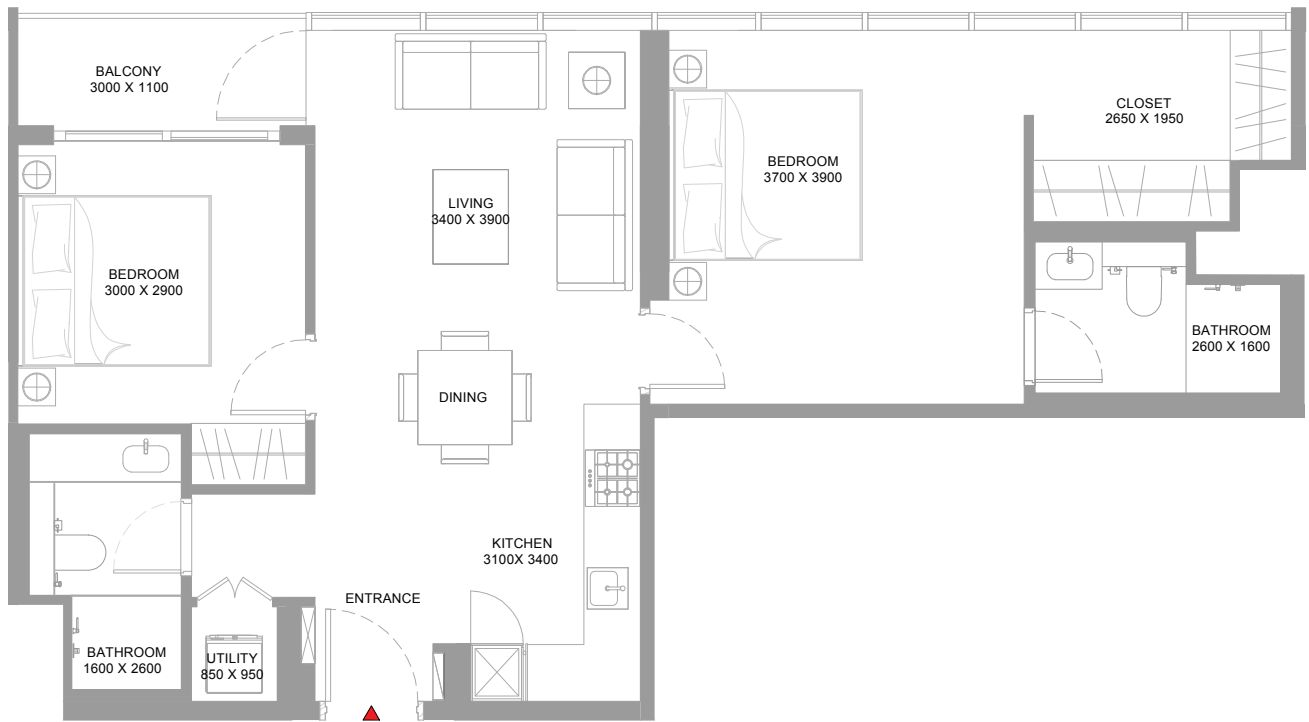 BALCONY
3000 X 1100
CLOSET
2650 X 1950
BEDROOM
3700 X 3900
LIVING
3400 X 3900
BEDROOM
3000 X 2900
BATHROOM
2600 X 1600
DINING
KITCHEN
3100X 3400
ENTRANCE
BATHROOM
1600 X 2600
UTILITY
850 X 950